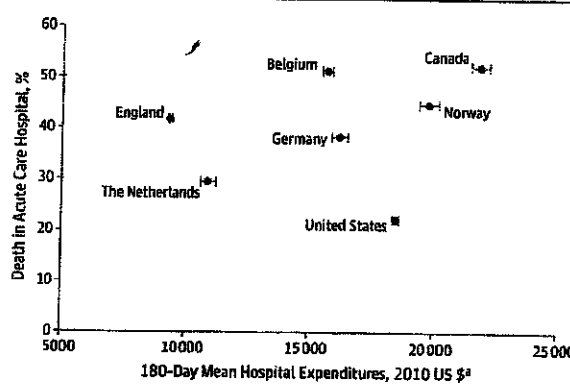 60
50
40
30
20
10
0
Death in Acute Care Hospital, %
Belgium
Canada
England
Norway
Germany
The Netherlands
United States
5000 10000 15000 20000 25000
180-Day Mean Hospital Expenditures, 2010 US $ª